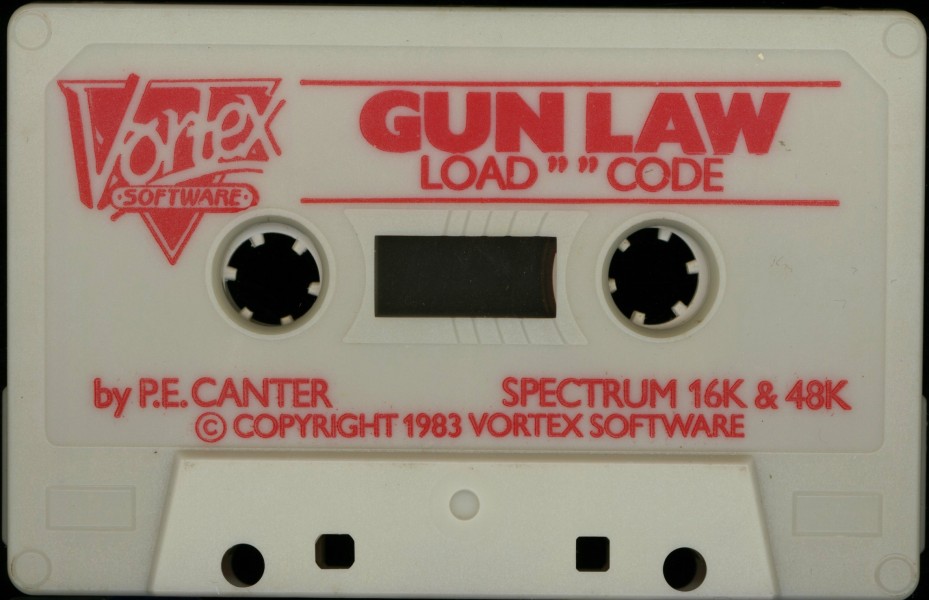 Vortex
SOFTWARE
GUN LAW
LOAD ” ” CODE
by P.E. CANTER
SPECTRUM 16K & 48K
© COPYRIGHT 1983 VORTEX SOFTWARE